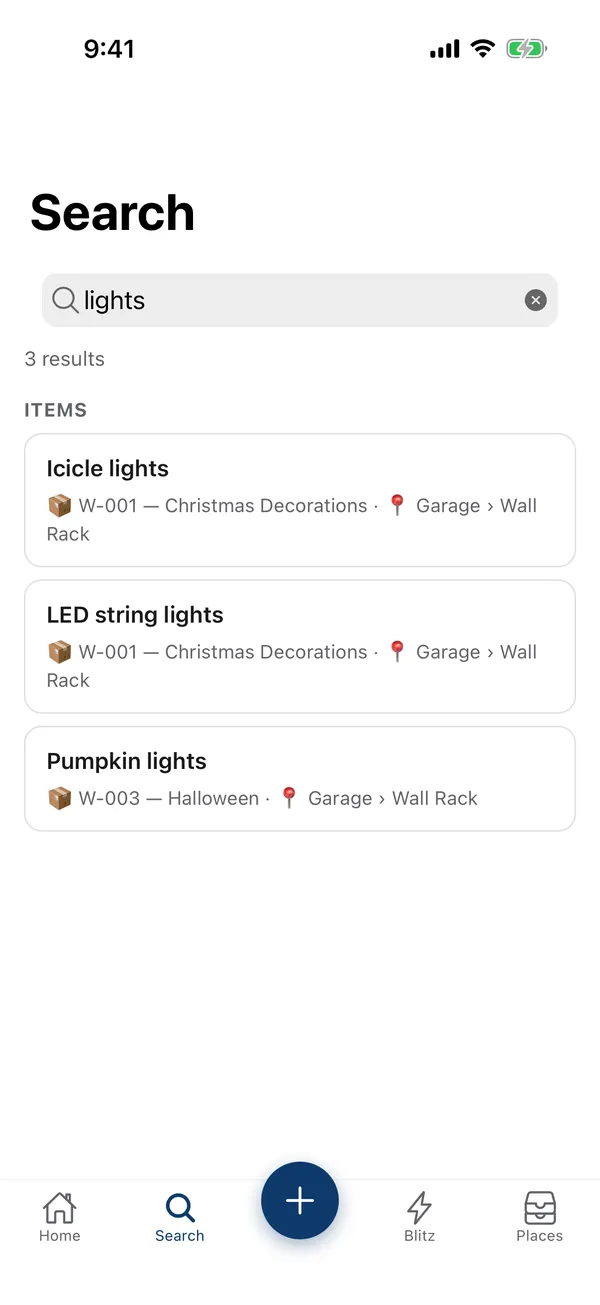 9:41
Search
lights
3 results
ITEMS
Icicle lights
📦 W-001 — Christmas Decorations · 📍 Garage › Wall
Rack
LED string lights
📦 W-001 — Christmas Decorations · 📍 Garage › Wall
Rack
Pumpkin lights
📦 W-003 — Halloween · 📍 Garage › Wall Rack
Home
Search
Blitz
Places